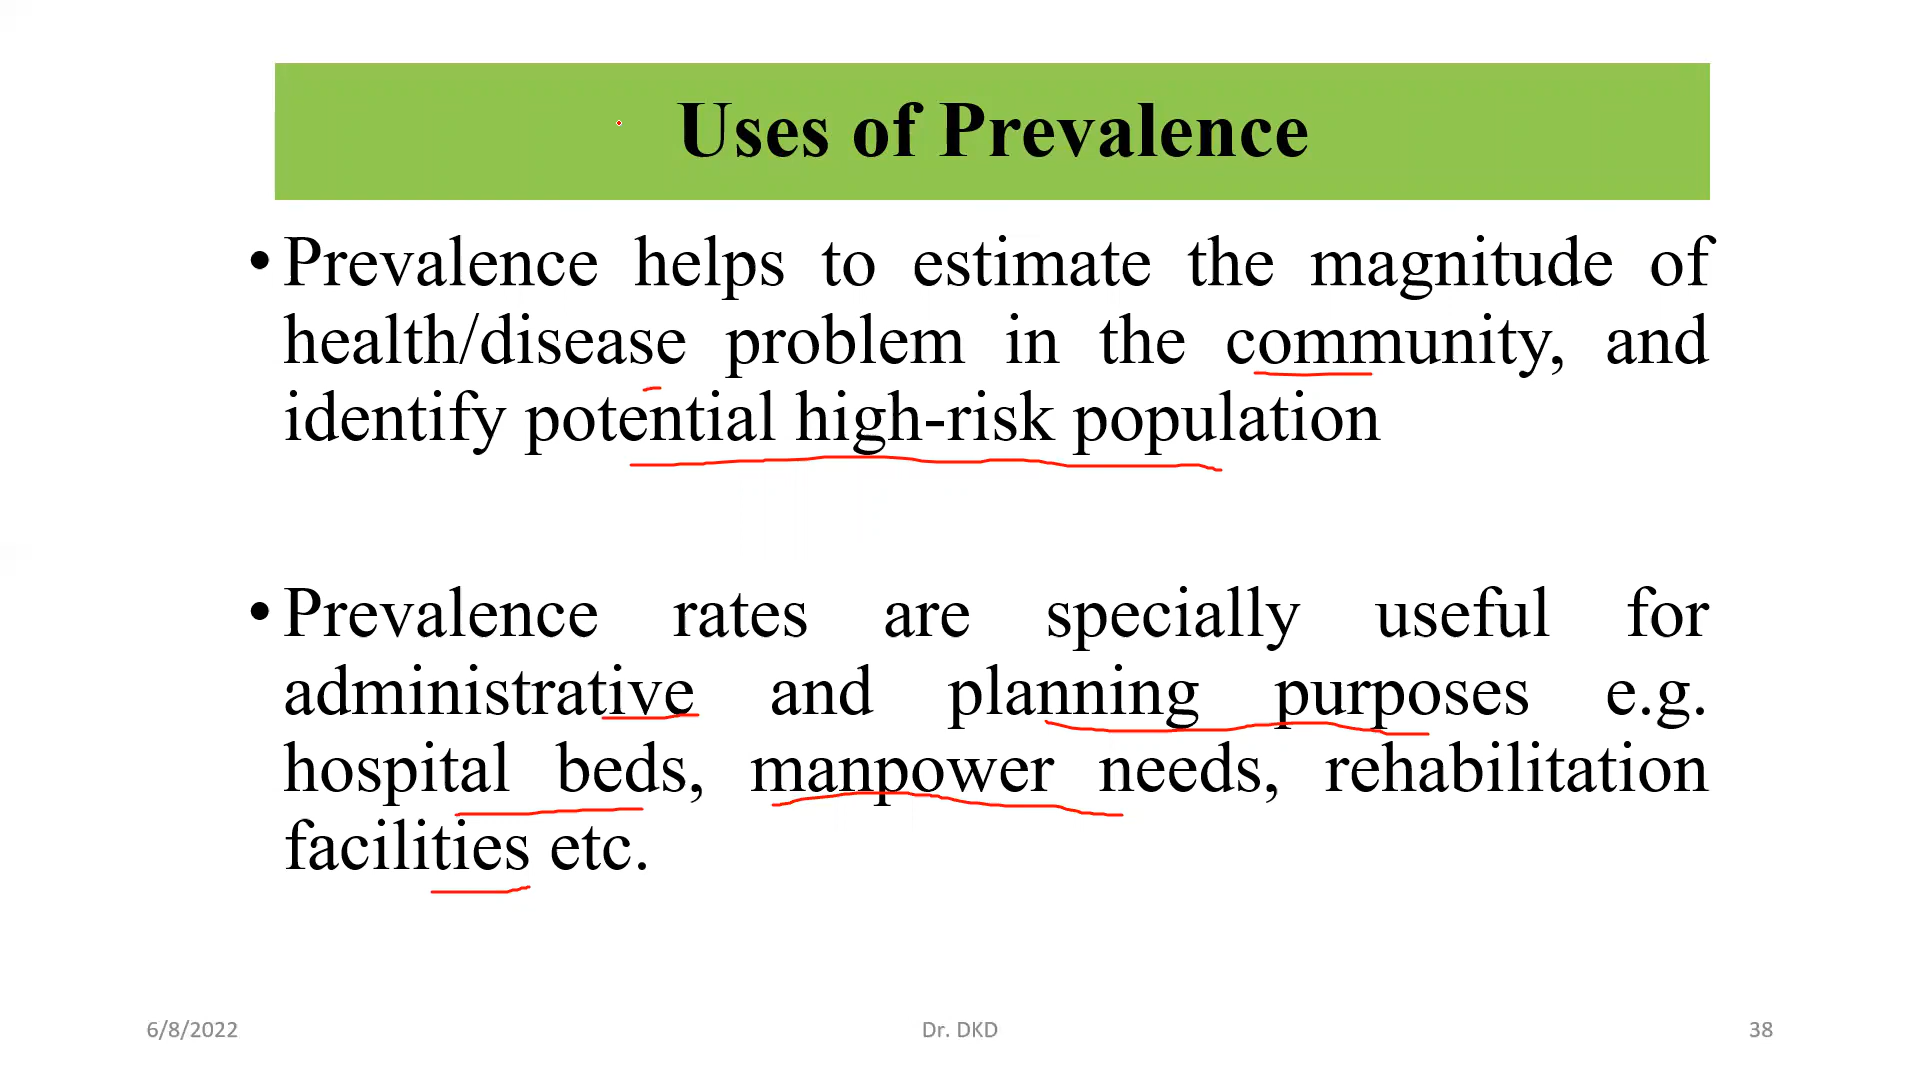 Uses of Prevalence
• Prevalence helps to estimate the magnitude of
health/disease problem in the community, and
identify potential high-risk population
• Prevalence rates are specially useful for
administrative and planning purposes e.g.
hospital beds, manpower needs, rehabilitation
facilities etc.
6/8/2022 Dr. DKD 38